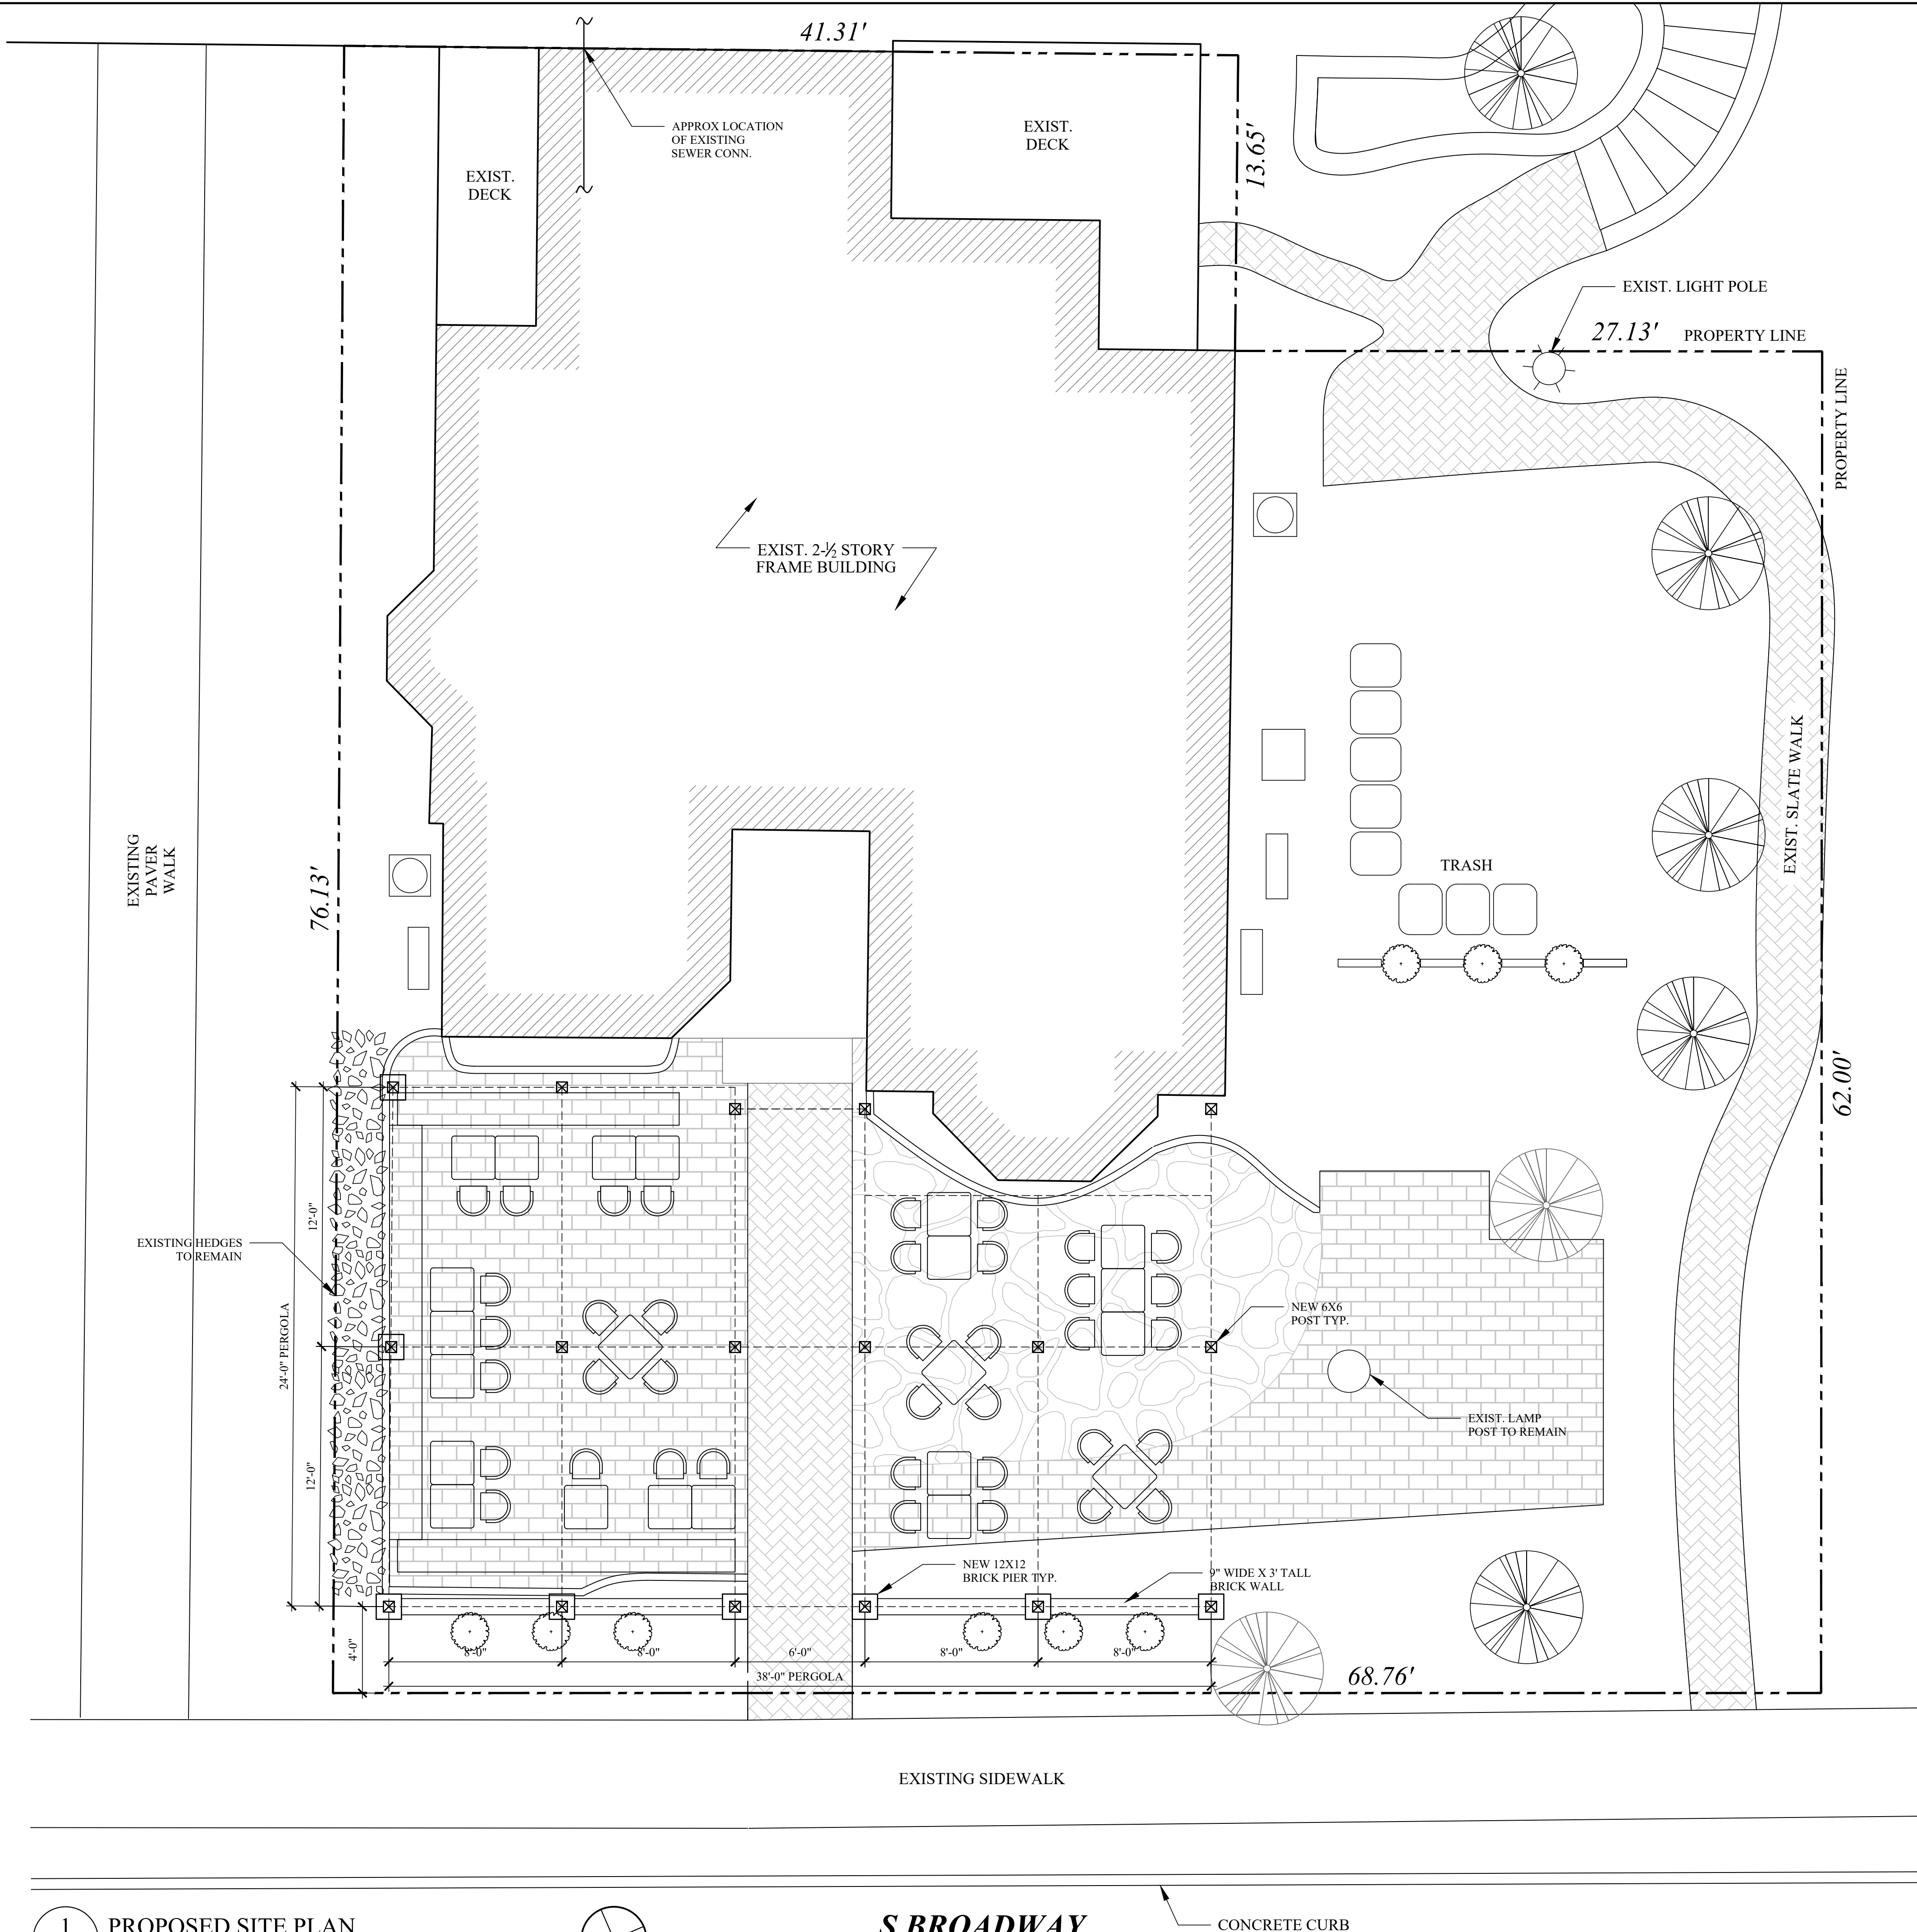 41.31'
APPROX LOCATION
OF EXISTING
SEWER CONN.
EXIST.
DECK
EXIST.
DECK
13.65'
EXIST. LIGHT POLE
27.13' PROPERTY LINE
PROPERTY LINE
EXIST. 2-½ STORY
FRAME BUILDING
EXISTING
PAVER
WALK
76.13'
TRASH
EXIST. SLATE WALK
62.00'
12'-0"
EXISTING HEDGES
TO REMAIN
24'-0" PERGOLA
NEW 6X6
POST TYP.
EXIST. LAMP
POST TO REMAIN
12'-0"
NEW 12X12
BRICK PIER TYP.
9" WIDE X 3' TALL
BRICK WALL
4'-0"
8'-0"
8'-0"
6'-0"
8'-0"
8'-0"
38'-0" PERGOLA
68.76'
EXISTING SIDEWALK
1
PROPOSED SITE PLAN
S BROADWAY
CONCRETE CURB